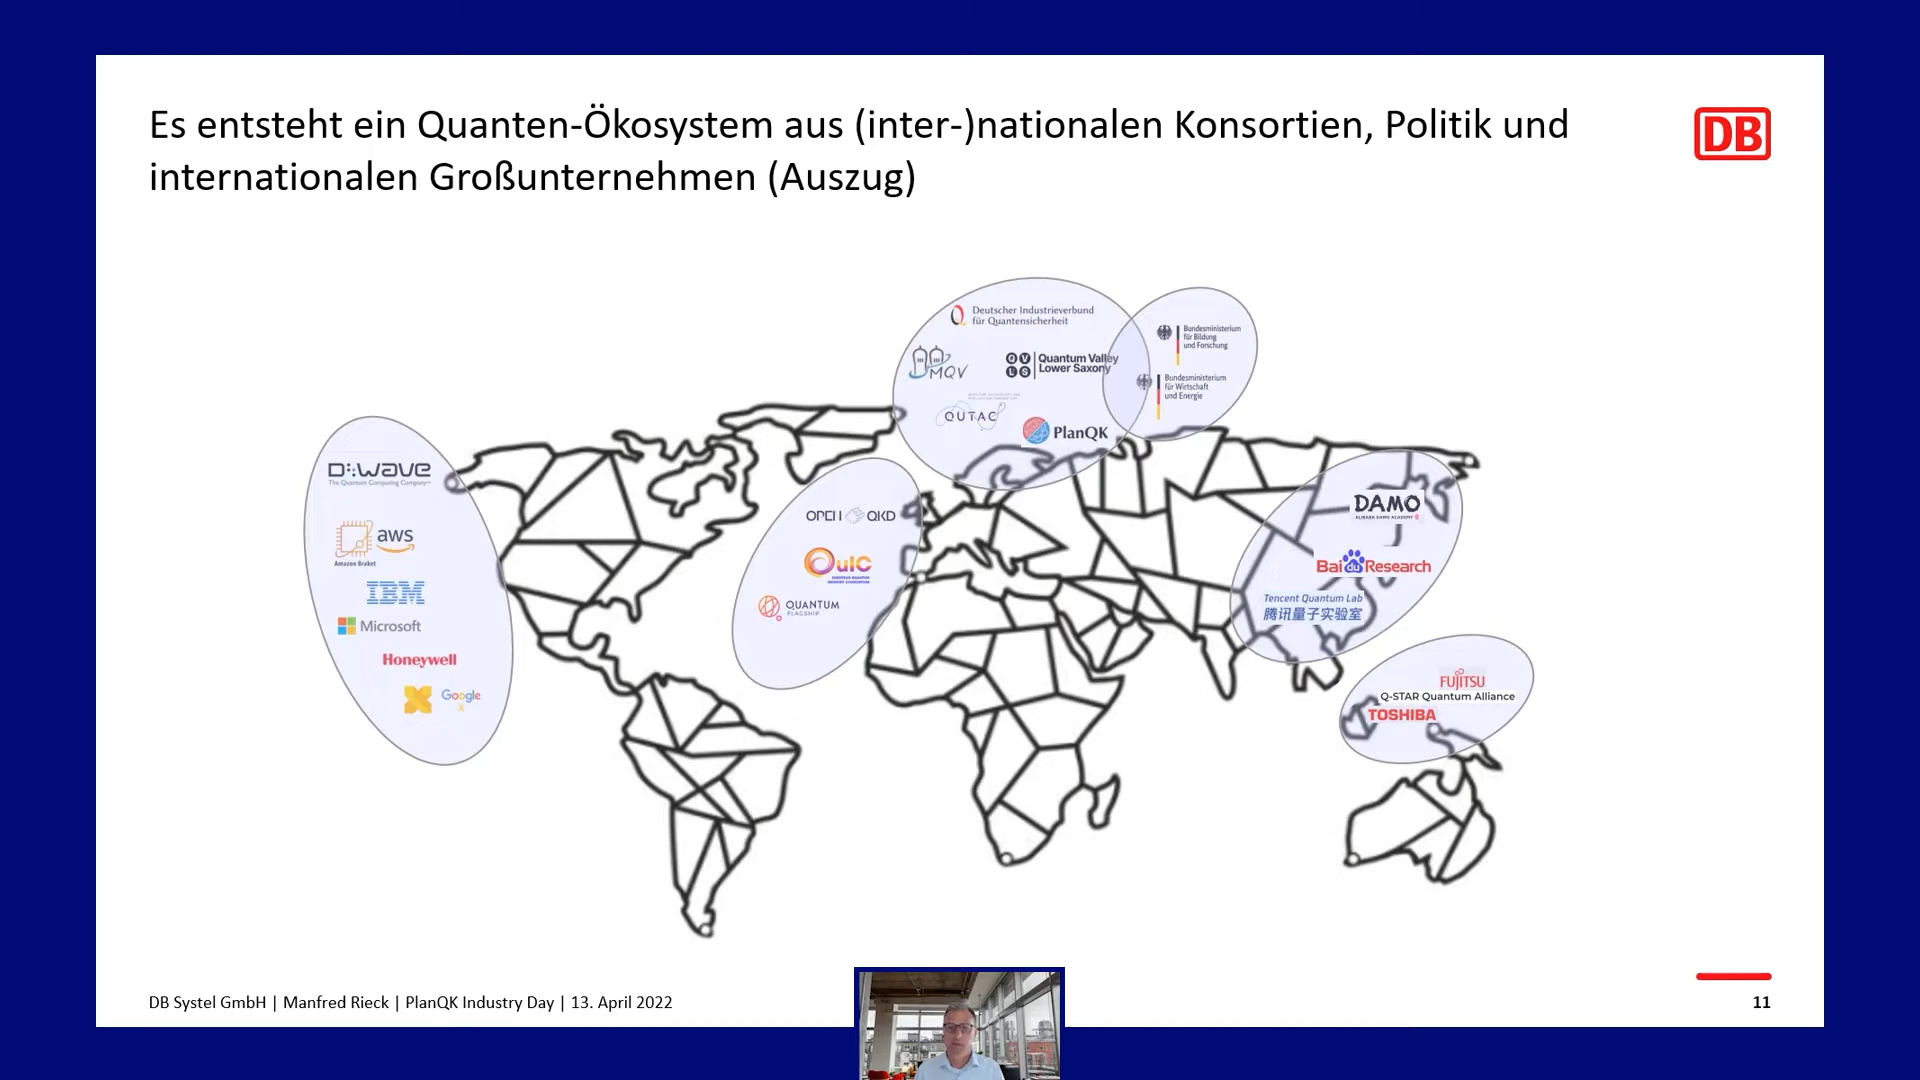 Es entsteht ein Quanten-Ökosystem aus (inter-)nationalen Konsortien, Politik und
internationalen Großunternehmen (Auszug)
DB
Deutscher Industrieverband
für Quantensicherheit
MQV
QV
LS
Quantum Valley
Lower Saxony
QUTAC
PlanQK
Bundesministerium
für Bildung
und Forschung
Bundesministerium
für Wirtschaft
und Energie
D:Wave
The Quantum Computing Company™
aws
Amazon Braket
IBM
Microsoft
Honeywell
Google
X
OPEN QKD
QuIC
EUROPEAN QUANTUM
INDUSTRY CONSORTIUM
QUANTUM
FLAGSHIP
DAMO
ALIBABA DAMO ACADEMY
Baidu Research
Tencent Quantum Lab
腾讯量子实验室
FUJITSU
Q-STAR Quantum Alliance
TOSHIBA
DB Systel GmbH | Manfred Rieck | PlanQK Industry Day | 13. April 2022
11